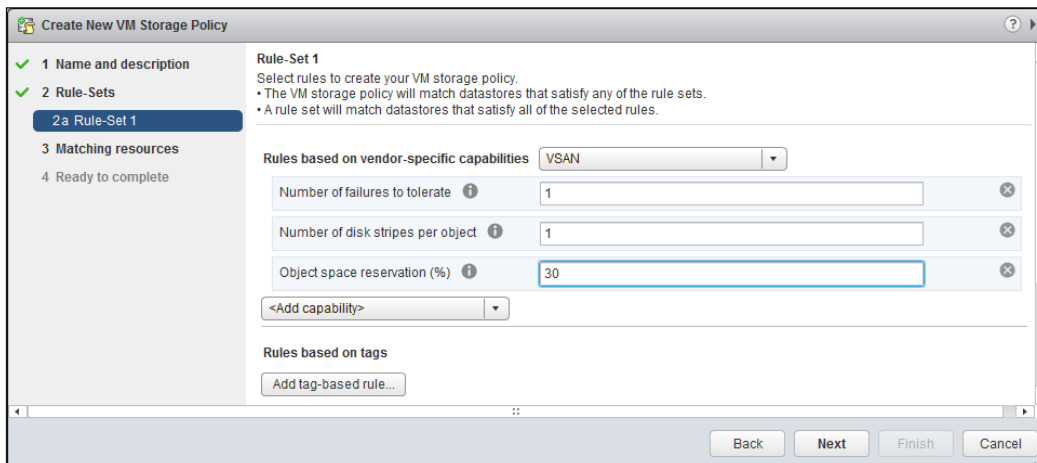 Create New VM Storage Policy
1 Name and description
2 Rule-Sets
2a Rule-Set 1
3 Matching resources
4 Ready to complete
Rule-Set 1
Select rules to create your VM storage policy.
• The VM storage policy will match datastores that satisfy any of the rule sets.
• A rule set will match datastores that satisfy all of the selected rules.
Rules based on vendor-specific capabilities VSAN
Number of failures to tolerate 1
Number of disk stripes per object 1
Object space reservation (%) 30
<Add capability>
Rules based on tags
Add tag-based rule...
Back Next Finish Cancel